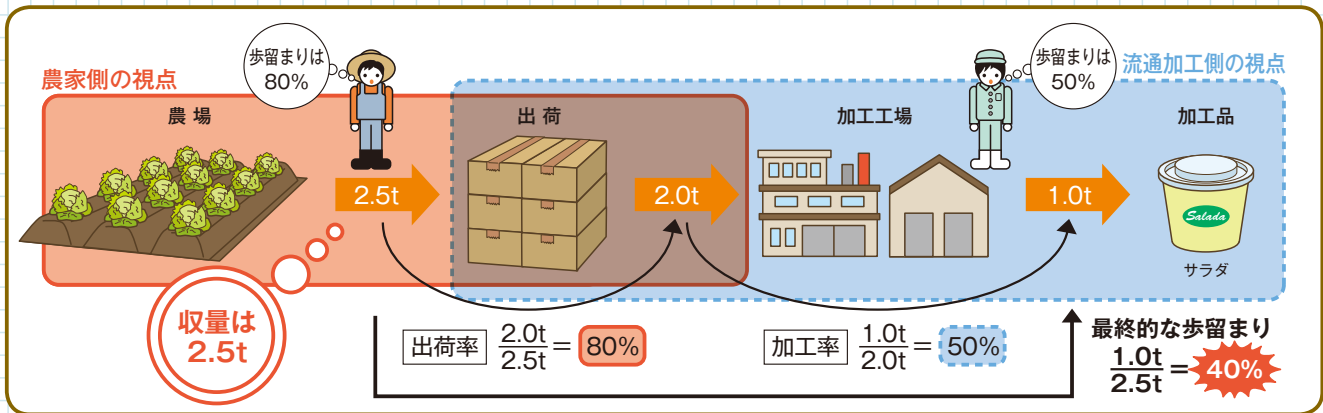 歩留まりは
80%
農家側の視点
歩留まりは
50%
流通加工側の視点
農場
出荷
加工工場
加工品
2.5t
2.0t
1.0t
Salada
サラダ
収量は
2.5t
出荷率 2.0t/2.5t = 80%
加工率 1.0t/2.0t = 50%
最終的な歩留まり
1.0t/2.5t = 40%